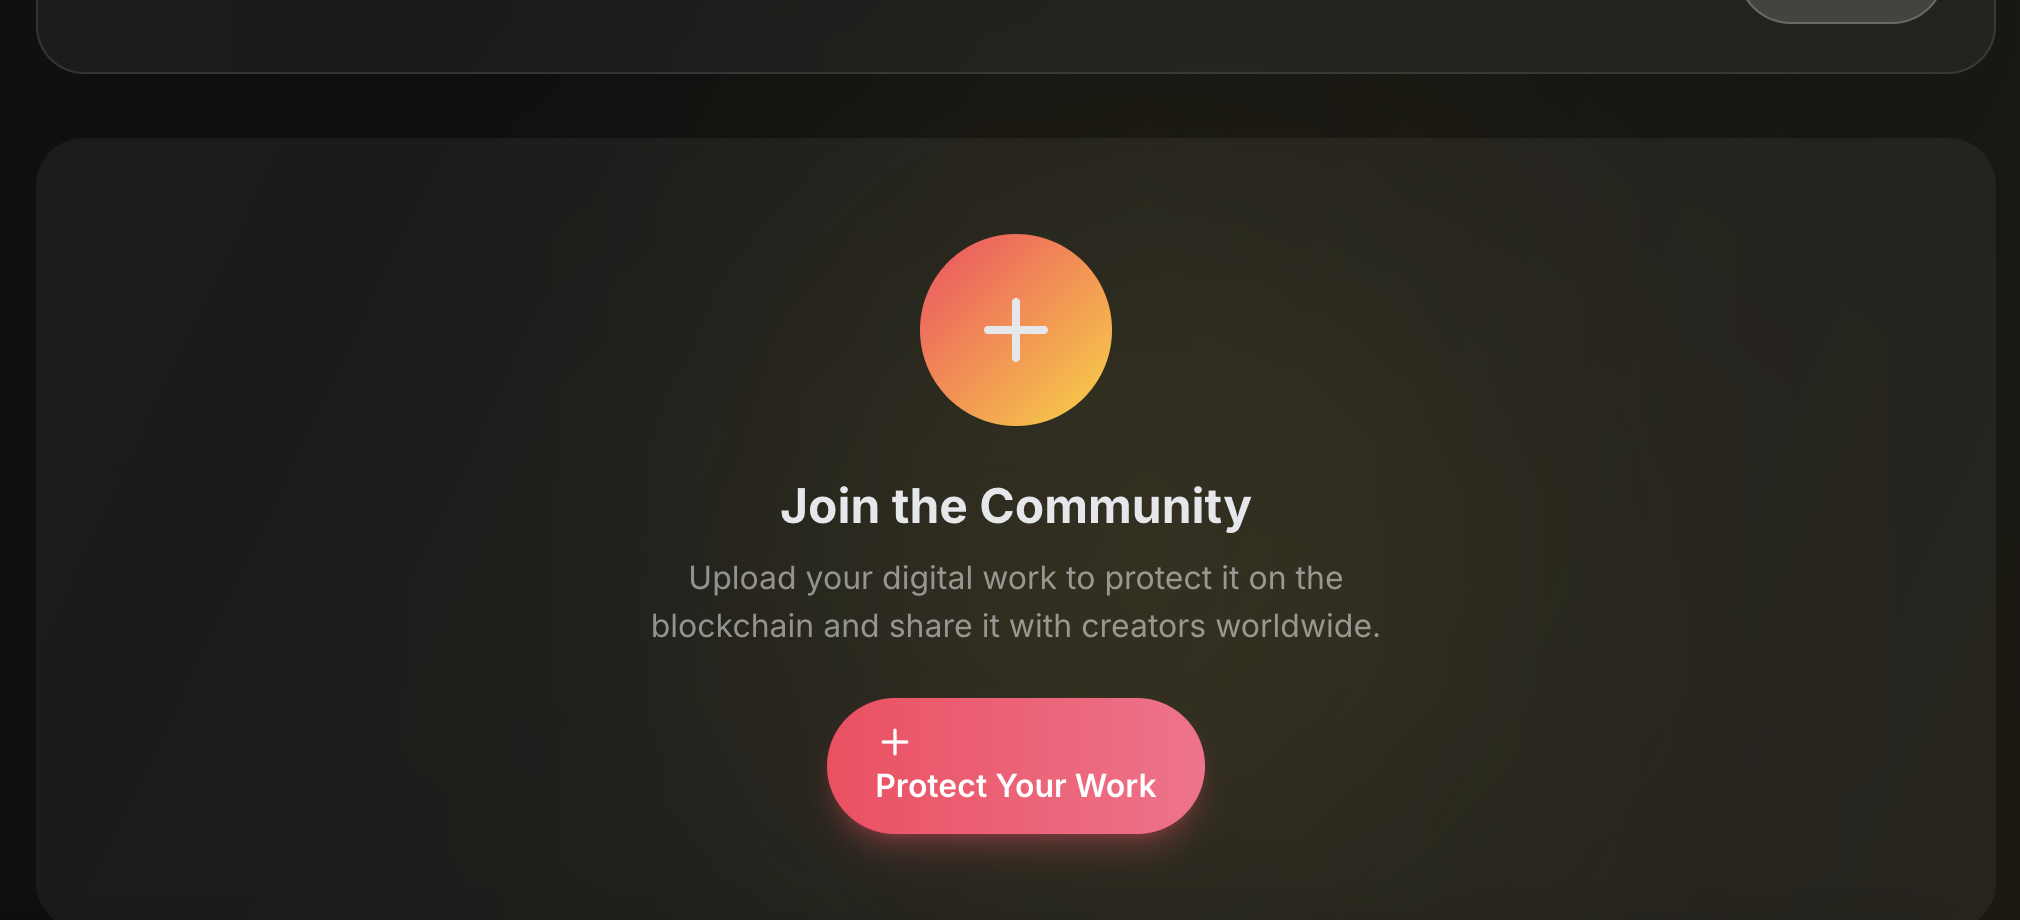 Join the Community
Upload your digital work to protect it on the
blockchain and share it with creators worldwide.
Protect Your Work